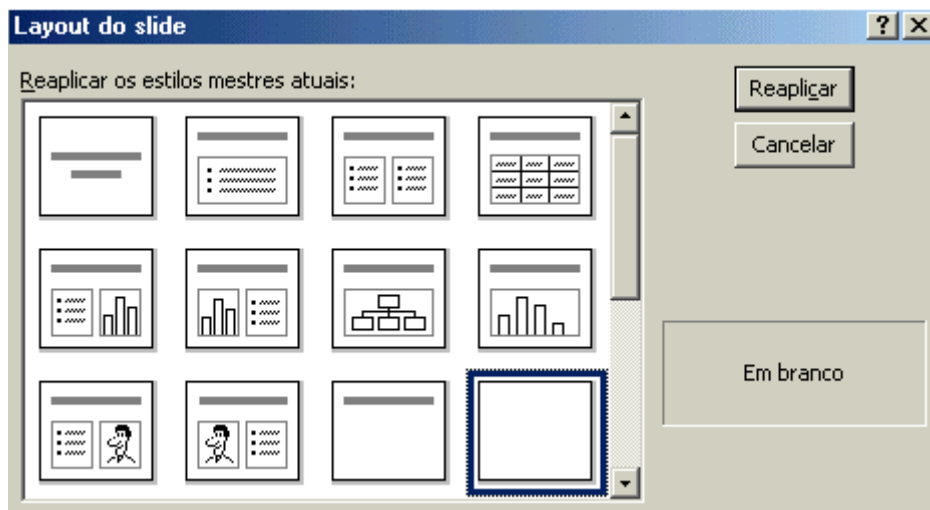 Layout do slide
Reaplicar os estilos mestres atuais:
Reaplicar
Cancelar
Em branco